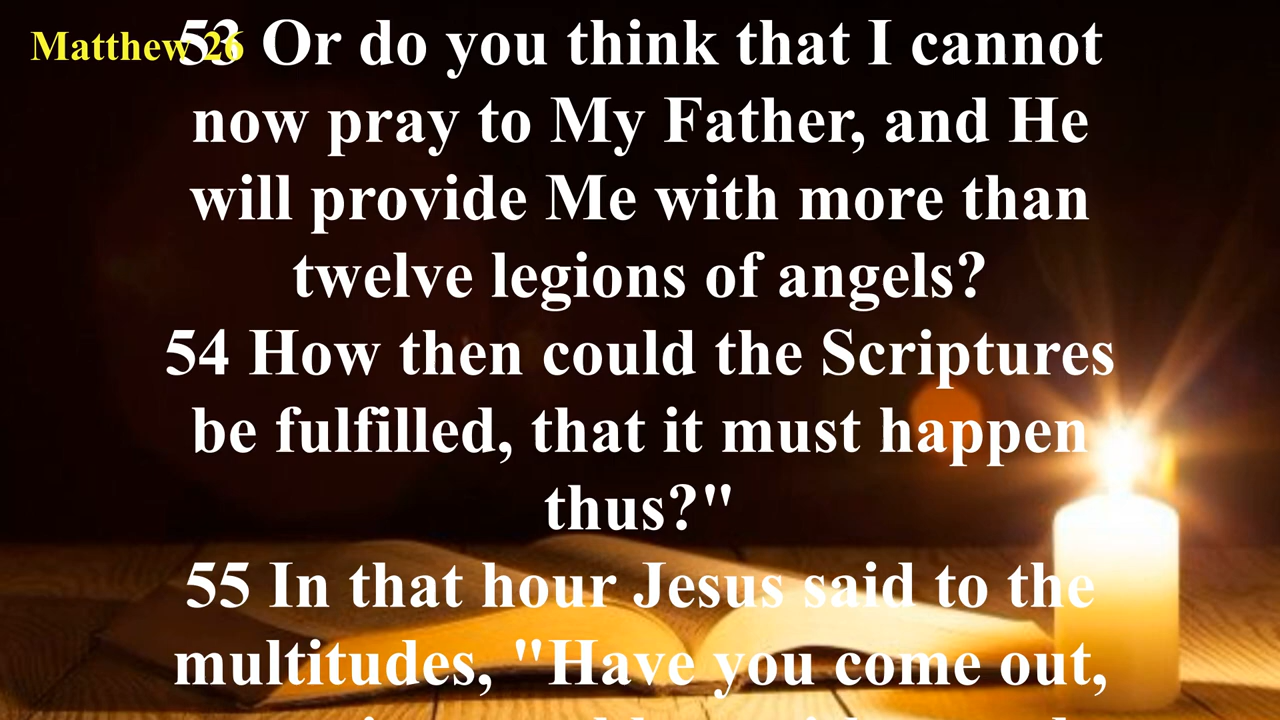 Matthew 26
53 Or do you think that I cannot
now pray to My Father, and He
will provide Me with more than
twelve legions of angels?
54 How then could the Scriptures
be fulfilled, that it must happen
thus?"
55 In that hour Jesus said to the
multitudes, "Have you come out,